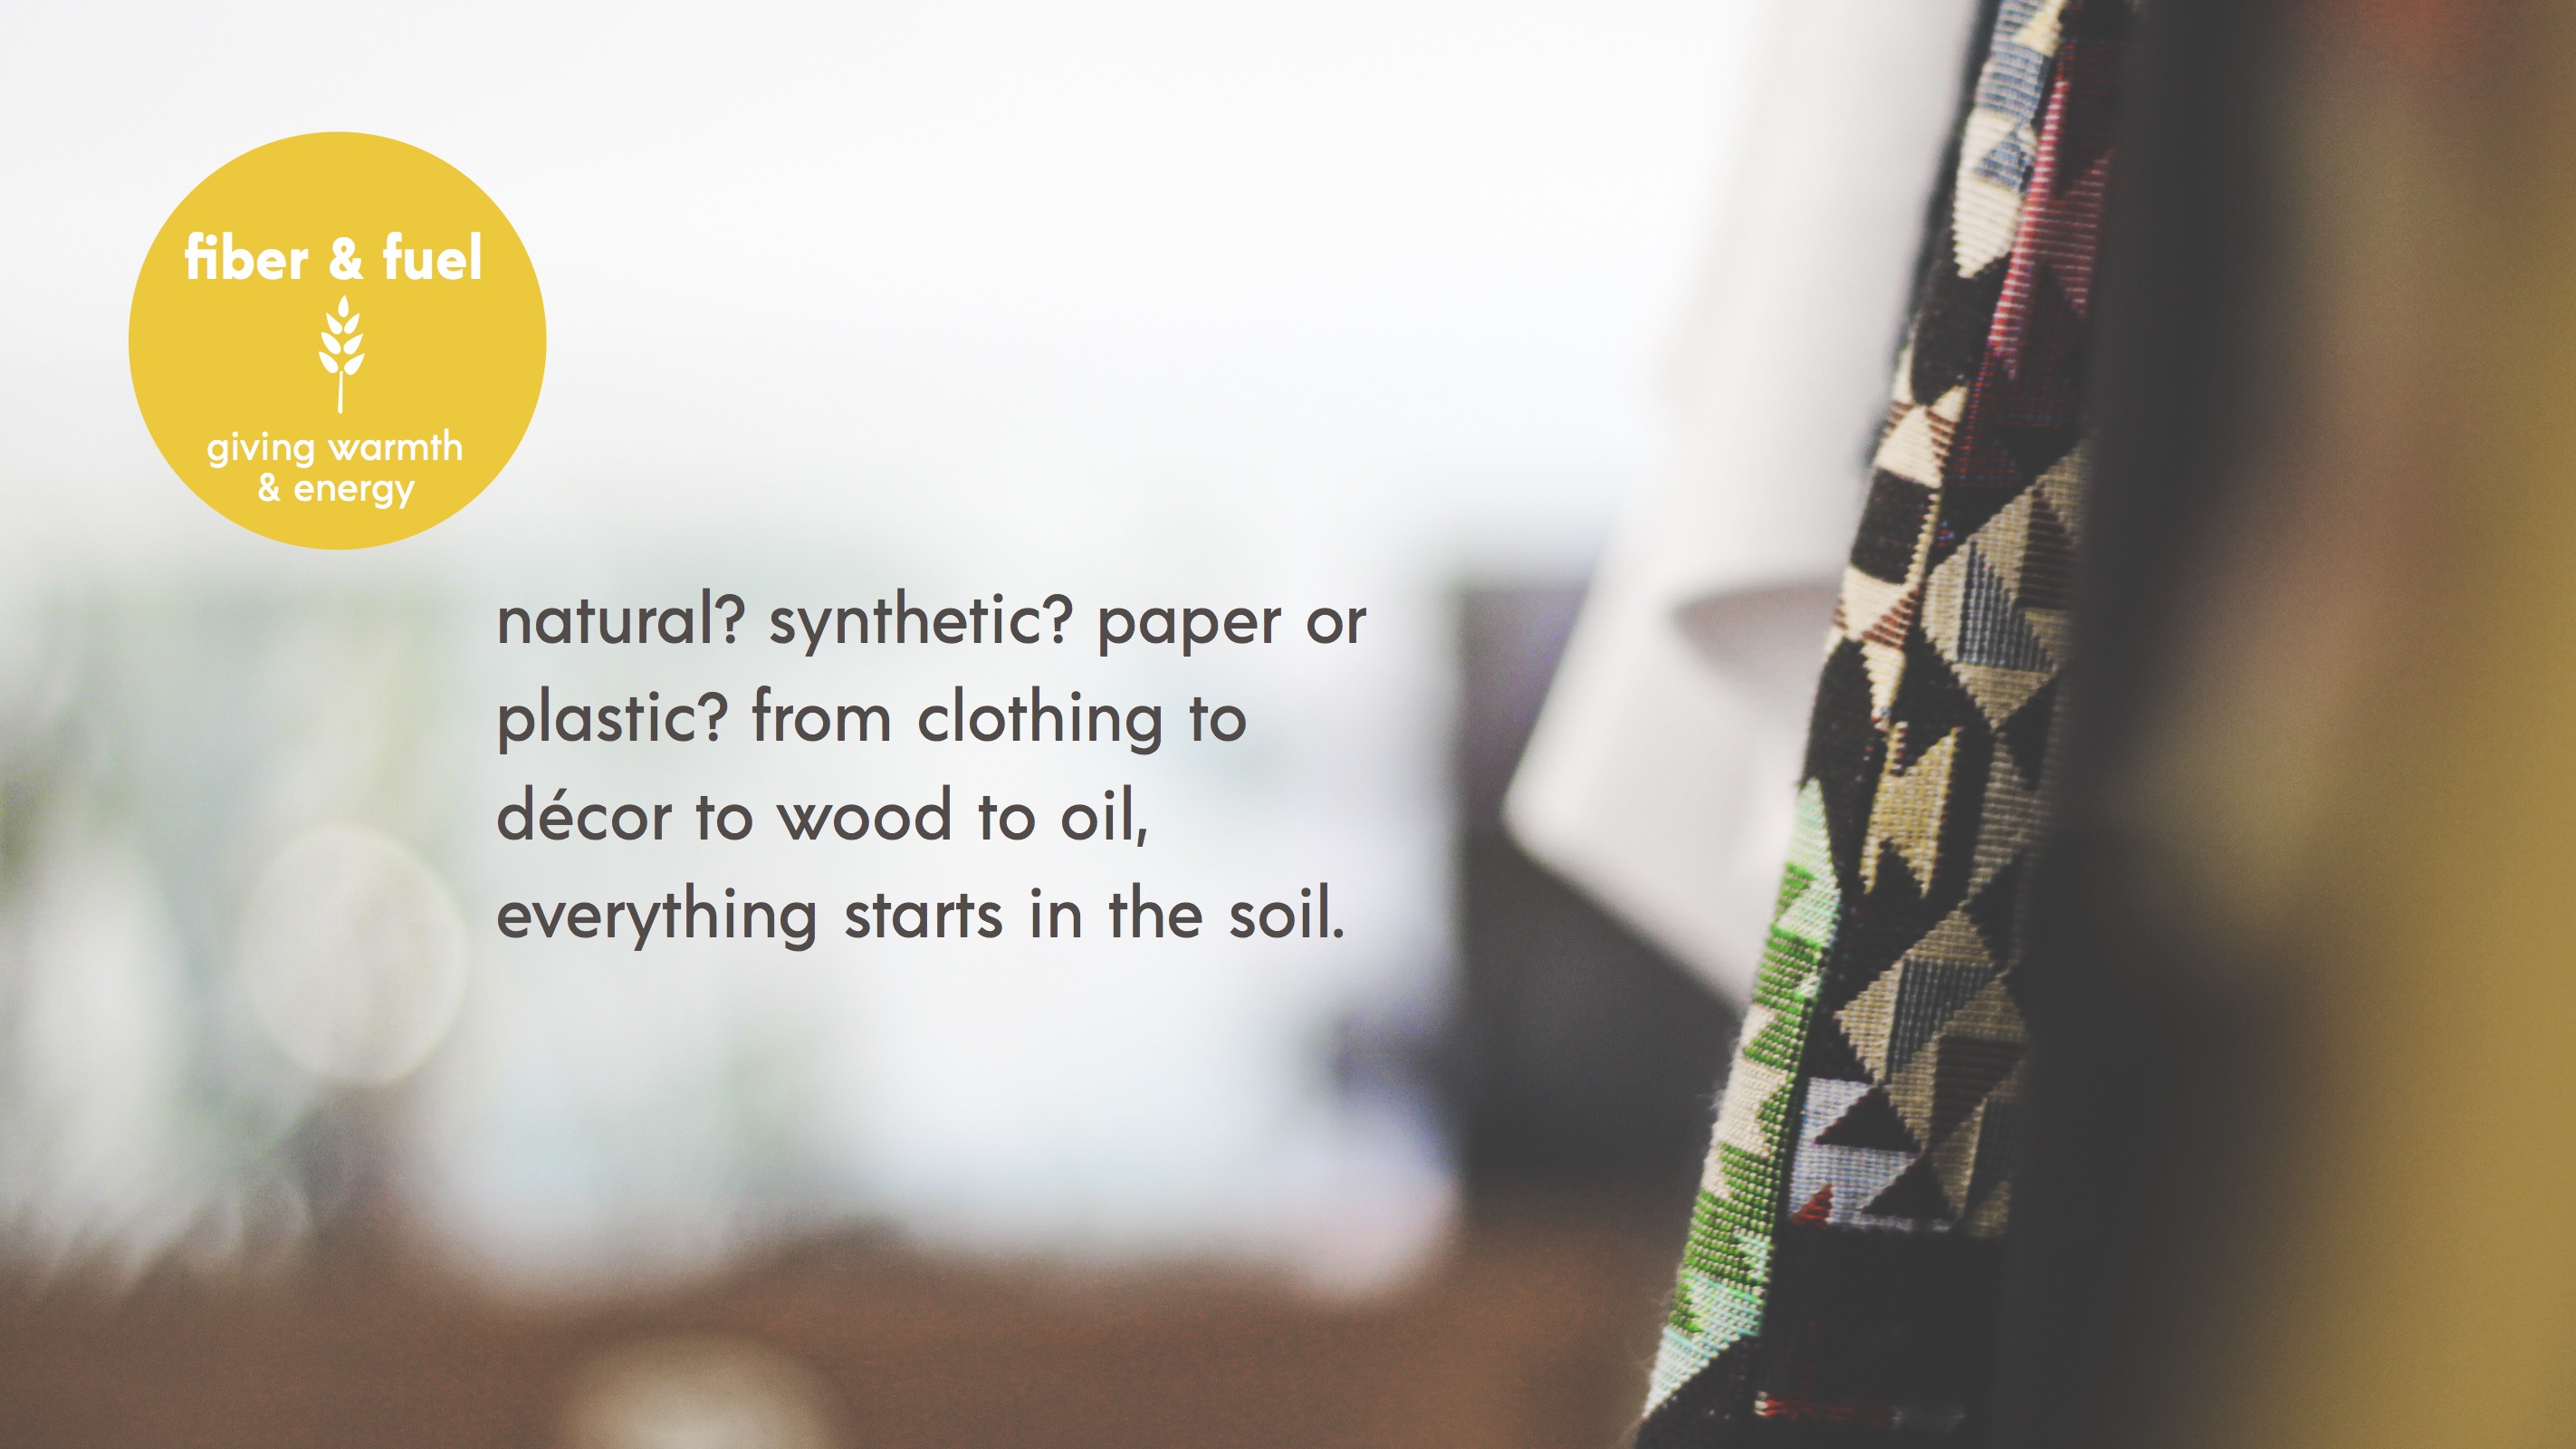 fiber & fuel
giving warmth
& energy
natural? synthetic? paper or
plastic? from clothing to
décor to wood to oil,
everything starts in the soil.